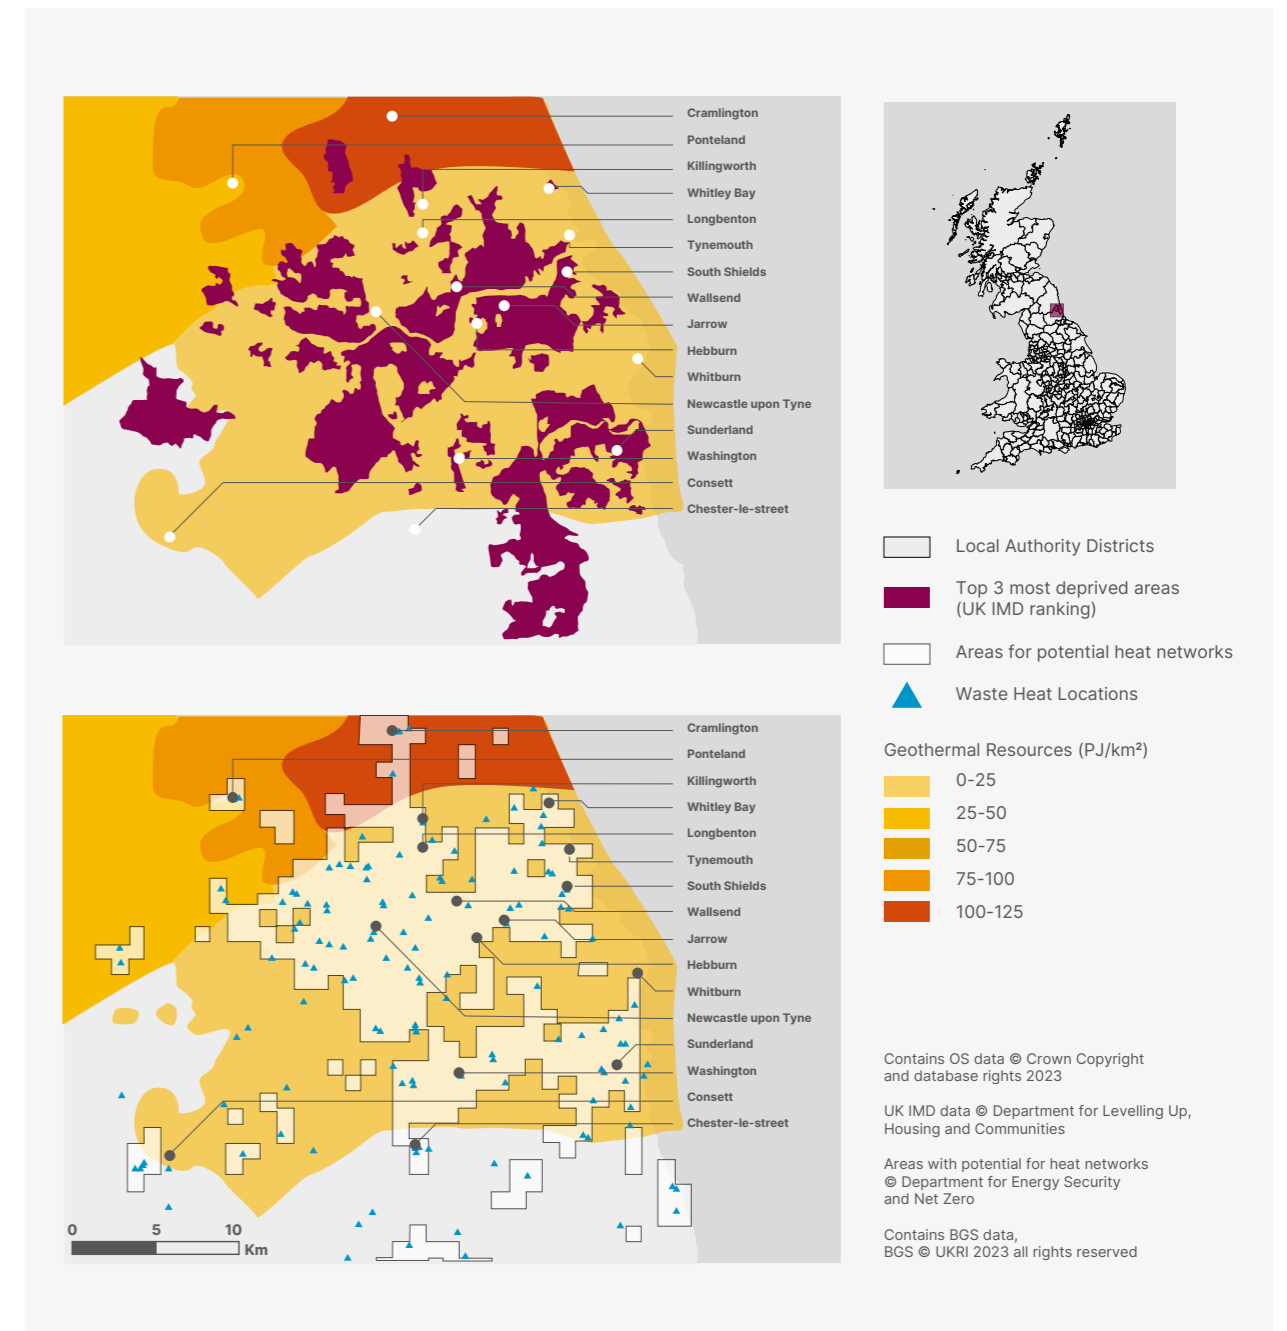 Cramlington
Ponteland
Killingworth
Whitley Bay
Longbenton
Tynemouth
South Shields
Wallsend
Jarrow
Hebburn
Whitburn
Newcastle upon Tyne
Sunderland
Washington
Consett
Chester-le-street
Local Authority Districts
Top 3 most deprived areas
(UK IMD ranking)
Areas for potential heat networks
Waste Heat Locations
Geothermal Resources (PJ/km²)
0-25
25-50
50-75
75-100
100-125
Cramlington
Ponteland
Killingworth
Whitley Bay
Longbenton
Tynemouth
South Shields
Wallsend
Jarrow
Hebburn
Whitburn
Newcastle upon Tyne
Sunderland
Washington
Consett
Chester-le-street
0 5 10
Km
Contains OS data © Crown Copyright
and database rights 2023
UK IMD data © Department for Levelling Up,
Housing and Communities
Areas with potential for heat networks
© Department for Energy Security
and Net Zero
Contains BGS data,
BGS © UKRI 2023 all rights reserved